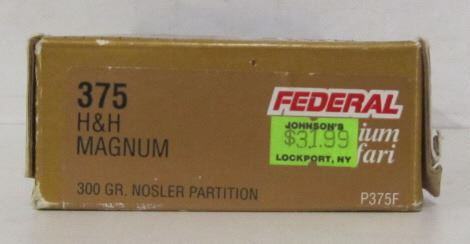 375
H&H
MAGNUM
300 GR. NOSLER PARTITION
FEDERAL
JOHNSON'S
$31.99
LOCKPORT, NY
ium
fari
P375F